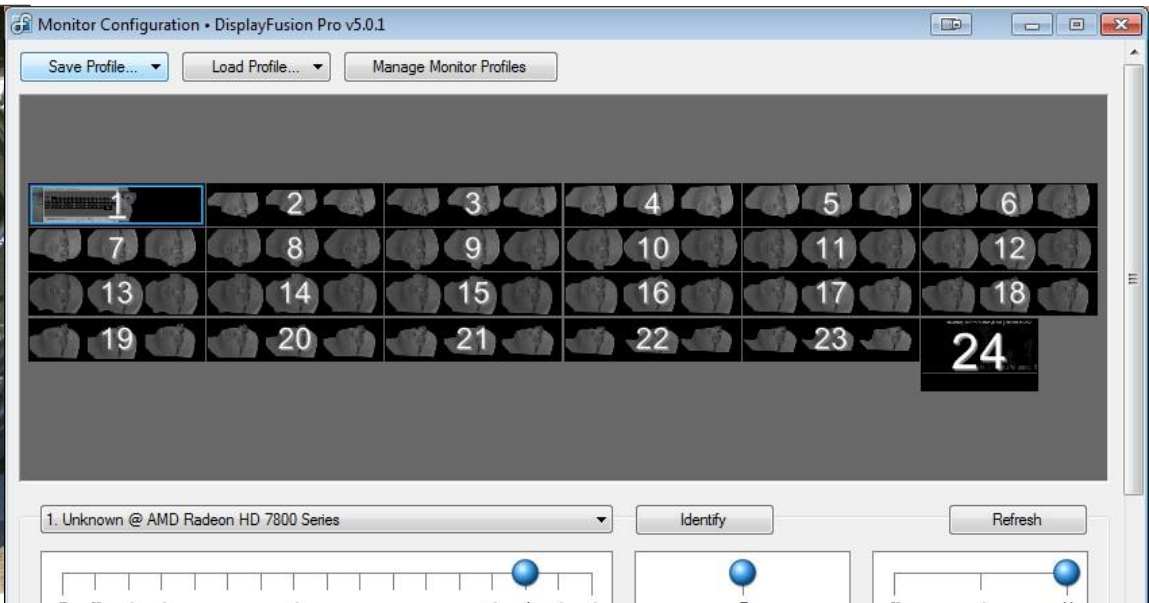 Monitor Configuration • DisplayFusion Pro v5.0.1
Save Profile... Load Profile... Manage Monitor Profiles
1 2 3 4 5 6
7 8 9 10 11 12
13 14 15 16 17 18
19 20 21 22 23 24
1. Unknown @ AMD Radeon HD 7800 Series Identify Refresh